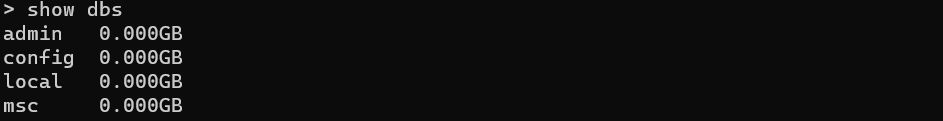 > show dbs
admin   0.000GB
config  0.000GB
local   0.000GB
msc     0.000GB